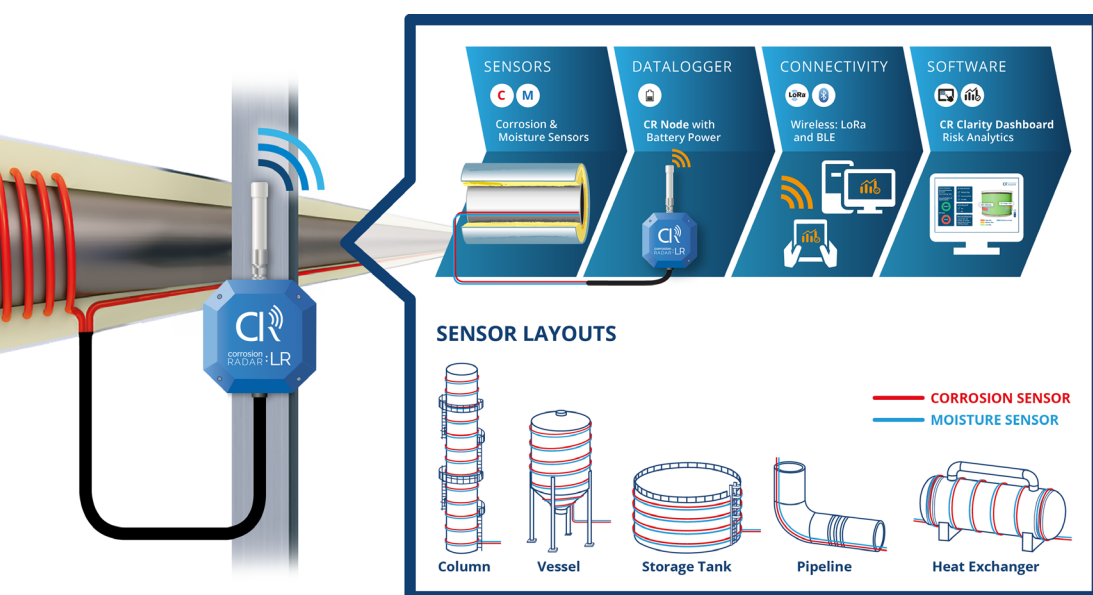 SENSORS
C M
Corrosion &
Moisture Sensors
DATALOGGER
CR Node with
Battery Power
CONNECTIVITY
LoRa
Wireless: LoRa
and BLE
SOFTWARE
CR Clarity Dashboard
Risk Analytics
CR
corrosion
RADAR :LR
CR
corrosion
RADAR :LR
SENSOR LAYOUTS
CORROSION SENSOR
MOISTURE SENSOR
Column
Vessel
Storage Tank
Pipeline
Heat Exchanger